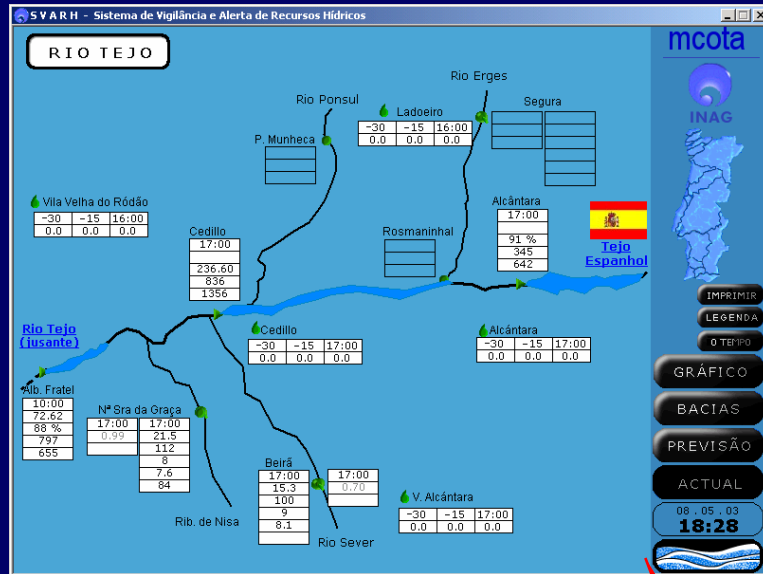 SVARH - Sistema de Vigilância e Alerta de Recursos Hídricos
RIO TEJO
mcota
INAG
Rio Erges
Rio Ponsul
Ladoeiro
-30 -15 16:00
0.0 0.0 0.0
Segura
P. Munheca
Vila Velha do Ródão
-30 -15 16:00
0.0 0.0 0.0
Cedillo
17:00
236.60
836
1356
Rosmaninhal
Alcântara
17:00
91 %
345
642
Tejo
Espanhol
IMPRIMIR
LEGENDA
O TEMPO
Rio Tejo
(jusante)
Cedillo
-30 -15 17:00
0.0 0.0 0.0
Alcántara
-30 -15 17:00
0.0 0.0 0.0
GRÁFICO
BACIAS
PREVISÃO
ACTUAL
Alb. Fratel
10:00
72.62
88 %
797
655
Nª Sra da Graça
17:00 17:00
0.99 21.5
112
8
7.6
84
Beirã
17:00 17:00
15.3 0.70
100
9
8.1
V. Alcántara
-30 -15 17:00
0.0 0.0 0.0
Rib. de Nisa
Rio Sever
08.05.03
18:28